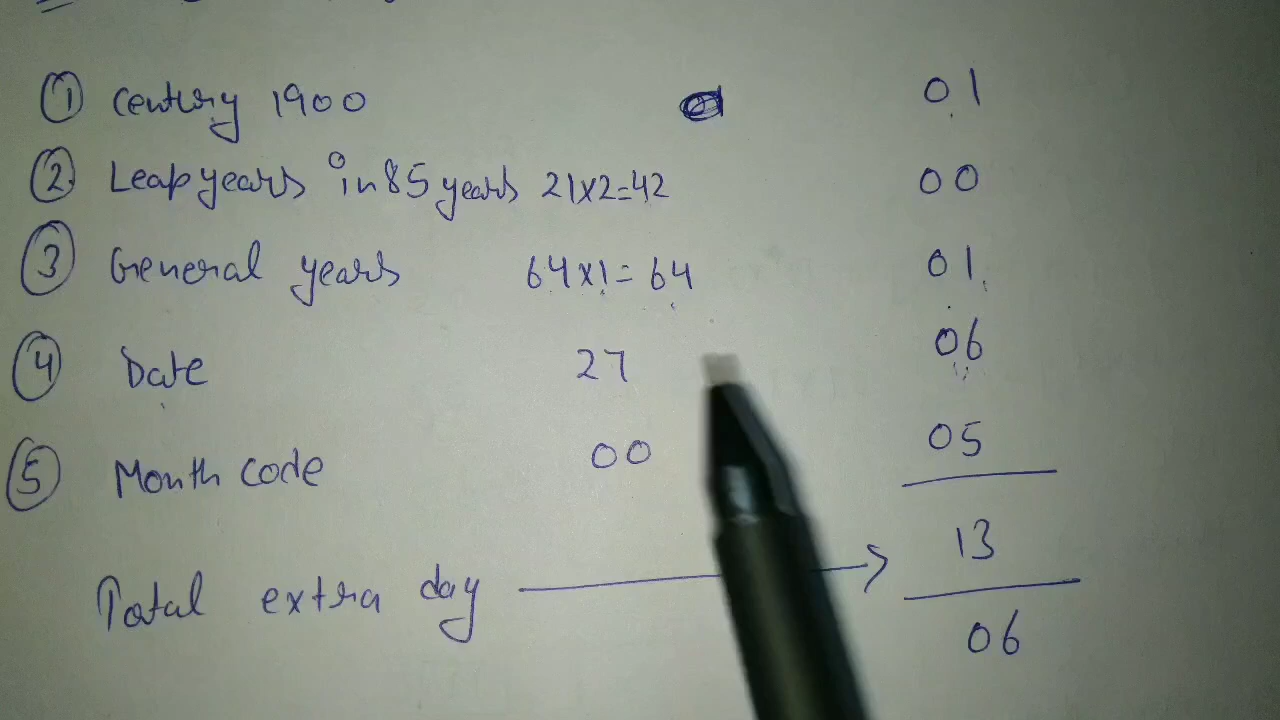 ① Century 1900 01
② Leap years in 85 years 21x2=42 00
③ General years 64x1=64 01
④ Date 27 06
⑤ Month code 00 05
13
Total extra day → 06